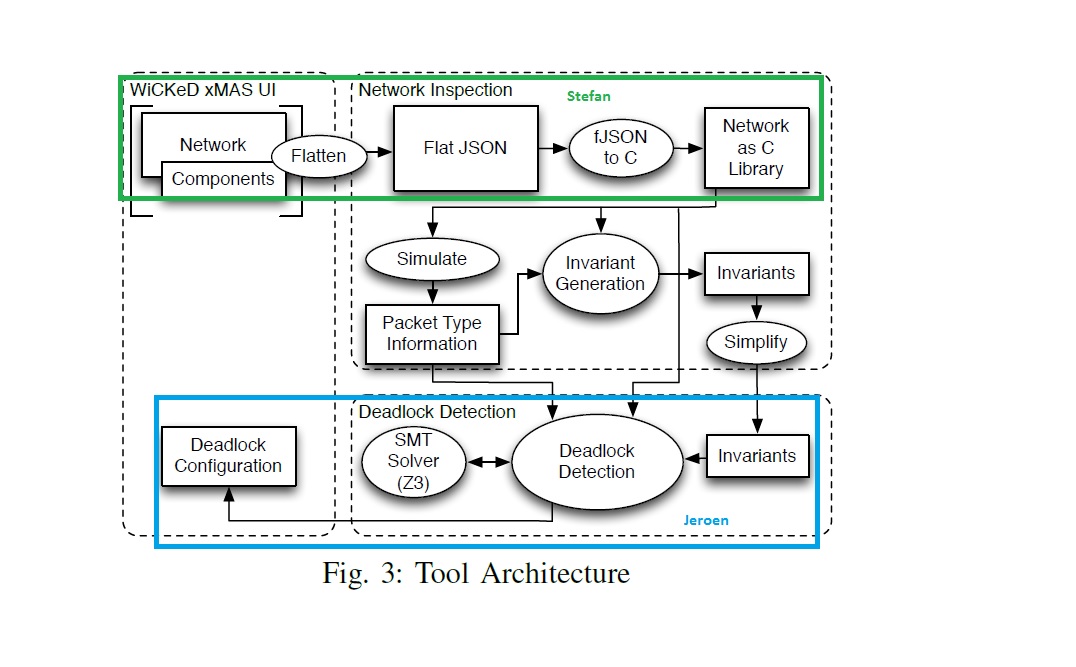 WiCKeD xMAS UI
Network Inspection
Stefan
Network
Components
Flatten
Flat JSON
fJSON
to C
Network
as C
Library
Simulate
Invariant
Generation
Invariants
Packet Type
Information
Simplify
Deadlock Detection
Deadlock
Configuration
SMT
Solver
(Z3)
Deadlock
Detection
Invariants
Jeroen
Fig. 3: Tool Architecture